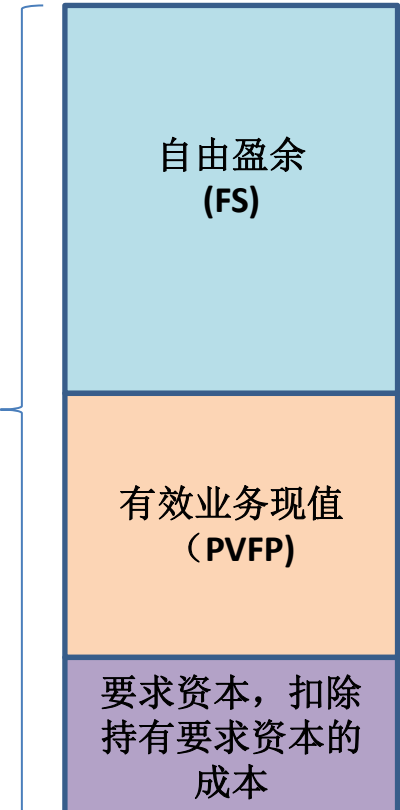 自由盈余
(FS)
有效业务现值
（PVFP)
要求资本，扣除
持有要求资本的
成本